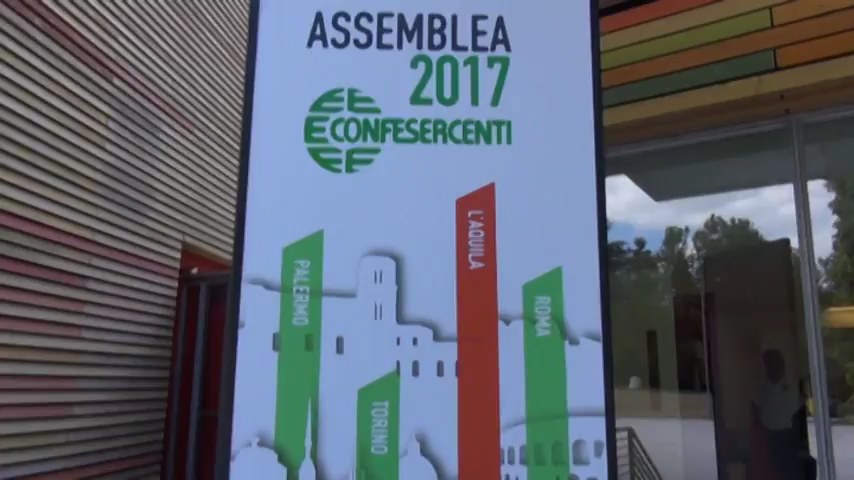 ASSEMBLEA
2017
CONFESERCENTI
L'AQUILA
PALERMO
ROMA
TORINO